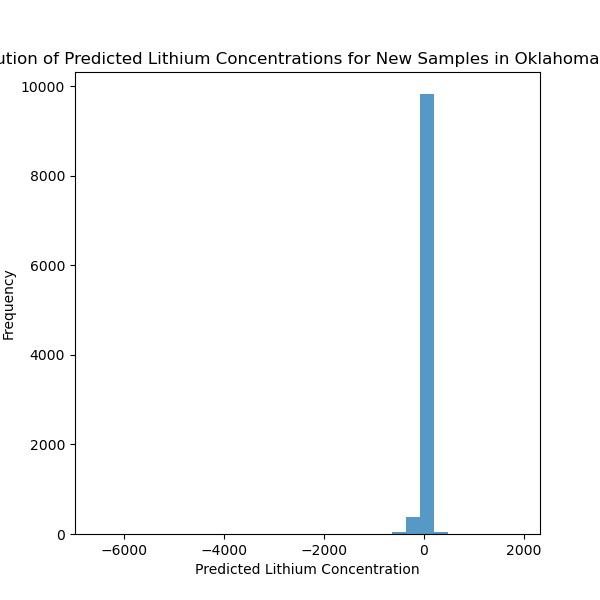 of Predicted Lithium Concentrations for New Samples in Oklahoma
10000
8000
6000
4000
2000
0
Frequency
−6000 −4000 −2000 0 2000
Predicted Lithium Concentration